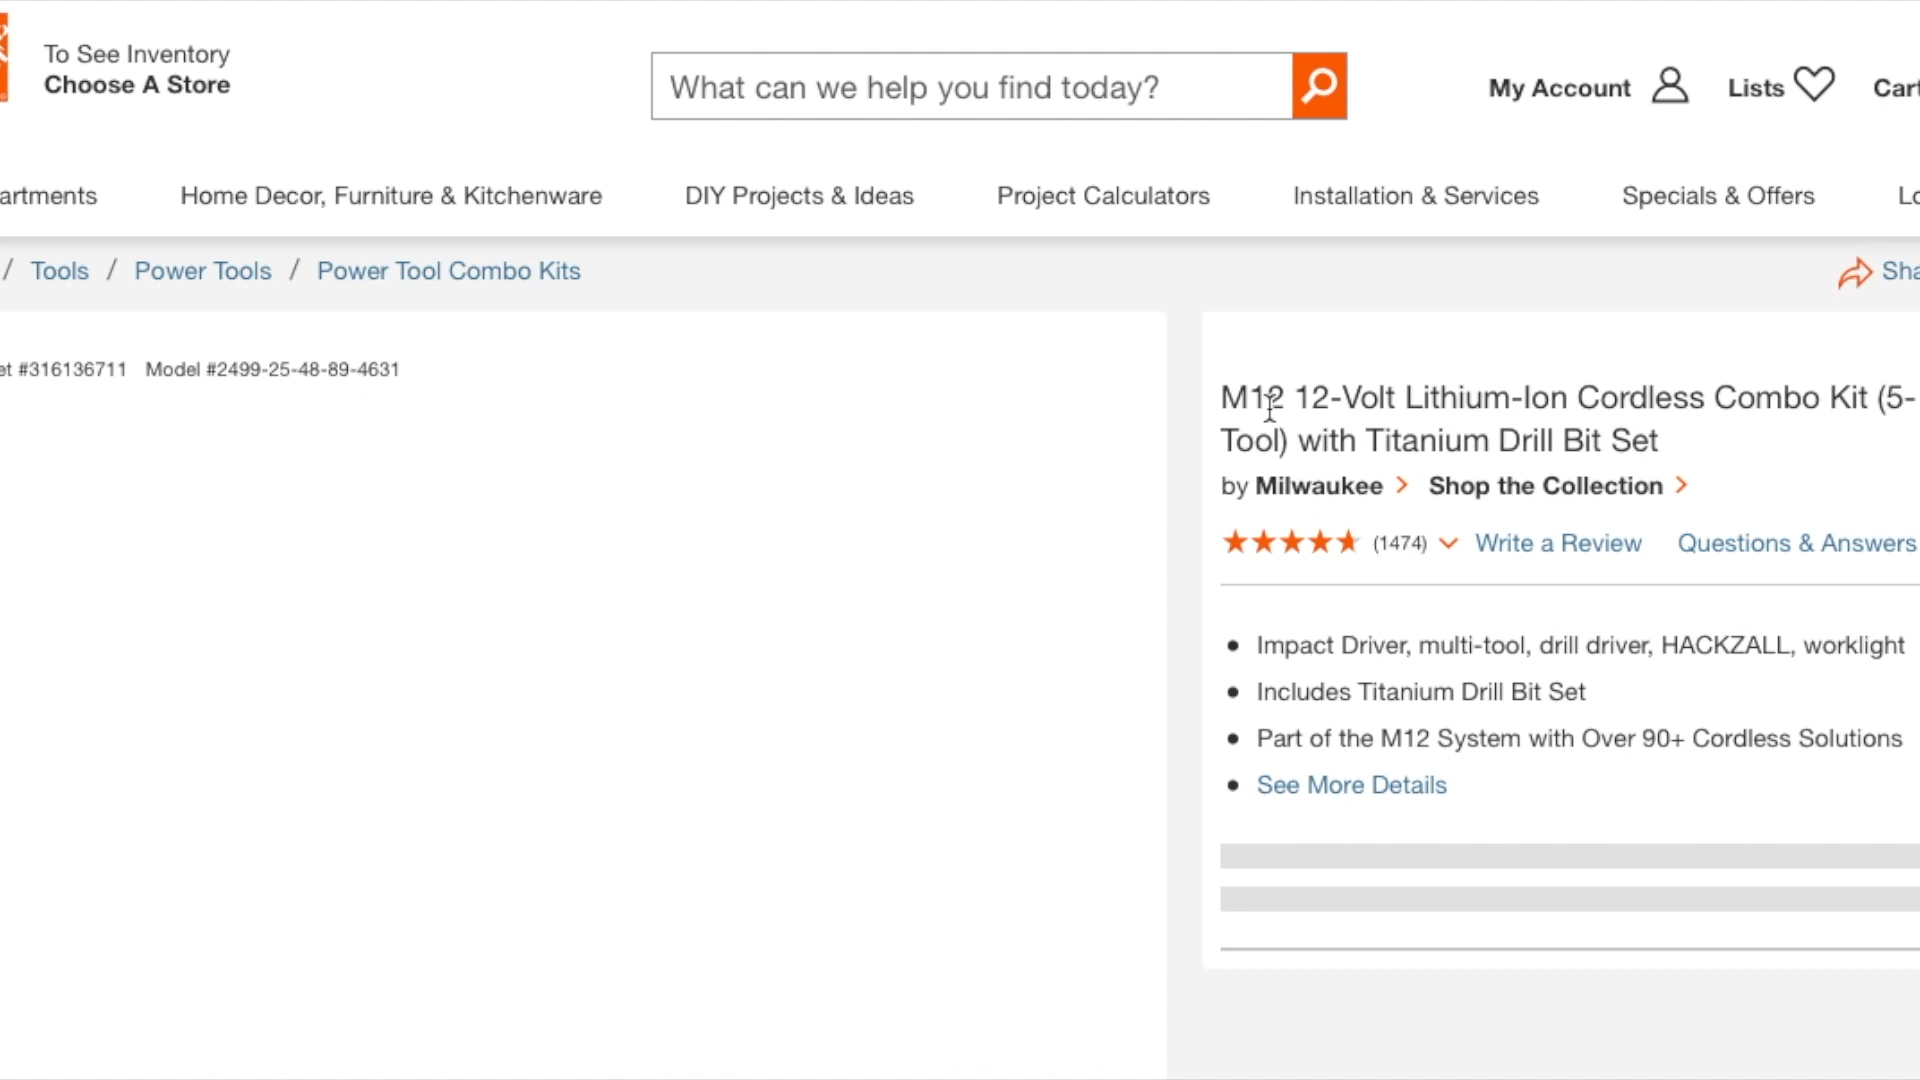 To See Inventory
Choose A Store
What can we help you find today?
My Account
Lists
Cart
artments
Home Decor, Furniture & Kitchenware
DIY Projects & Ideas
Project Calculators
Installation & Services
Specials & Offers
Lo
/ Tools / Power Tools / Power Tool Combo Kits
Sha
et #316136711 Model #2499-25-48-89-4631
M12 12-Volt Lithium-Ion Cordless Combo Kit (5-
Tool) with Titanium Drill Bit Set
by Milwaukee Shop the Collection
(1474) Write a Review Questions & Answers
Impact Driver, multi-tool, drill driver, HACKZALL, worklight
Includes Titanium Drill Bit Set
Part of the M12 System with Over 90+ Cordless Solutions
See More Details